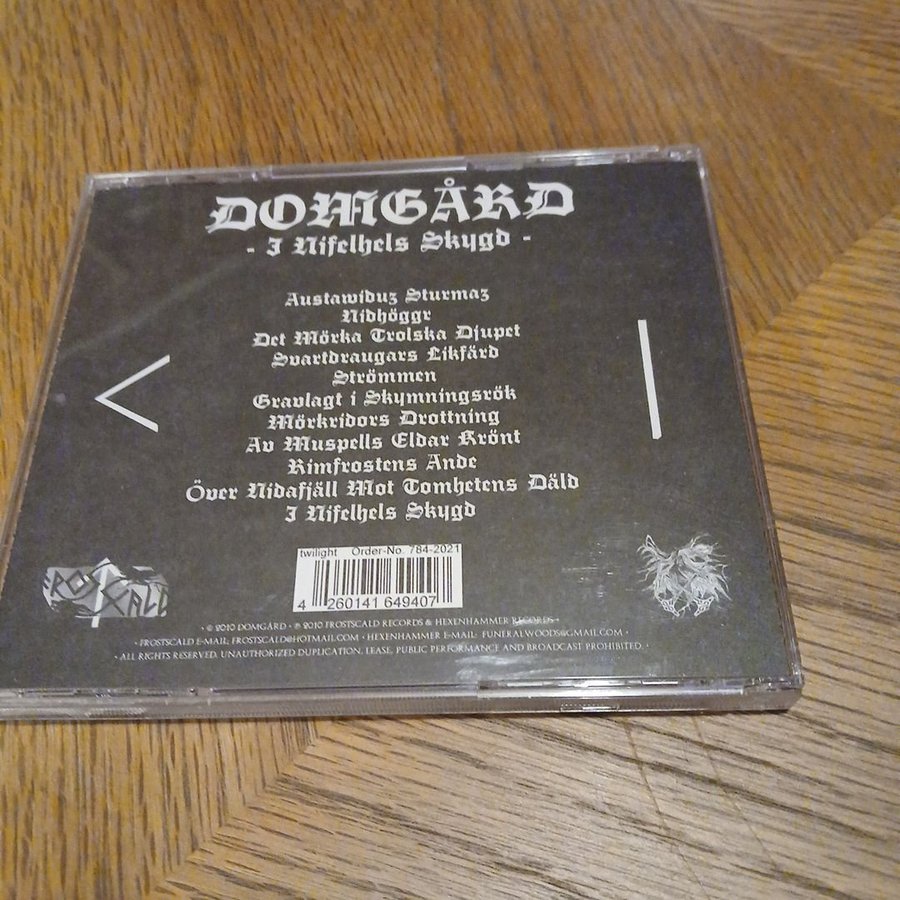 DOMGÅRD
- I Nifelhels Skygd -
Austawiduz Sturmaz
Nidhöggr
Det Mörka Trolska Djupet
Svartdraugars Likfärd
Strömmen
Gravlagt i Skymningsrök
Mörkridors Drottning
Av Muspells Eldar Krönt
Rimfrostens Ande
Över Nidafjäll Mot Tomhetens Däld
I Nifelhels Skygd
twilight Order-No. 784-2021
4 260141 649407
• © 2010 DOMGÅRD • ℗ 2010 FROSTSCALD RECORDS & HEXENHAMMER RECORDS •
• FROSTSCALD E-MAIL: FROSTSCALD@HOTMAIL.COM • HEXENHAMMER E-MAIL: FUNERALWOODS@GMAIL.COM •
• ALL RIGHTS RESERVED. UNAUTHORIZED DUPLICATION, LEASE, PUBLIC PERFORMANCE AND BROADCAST PROHIBITED. •